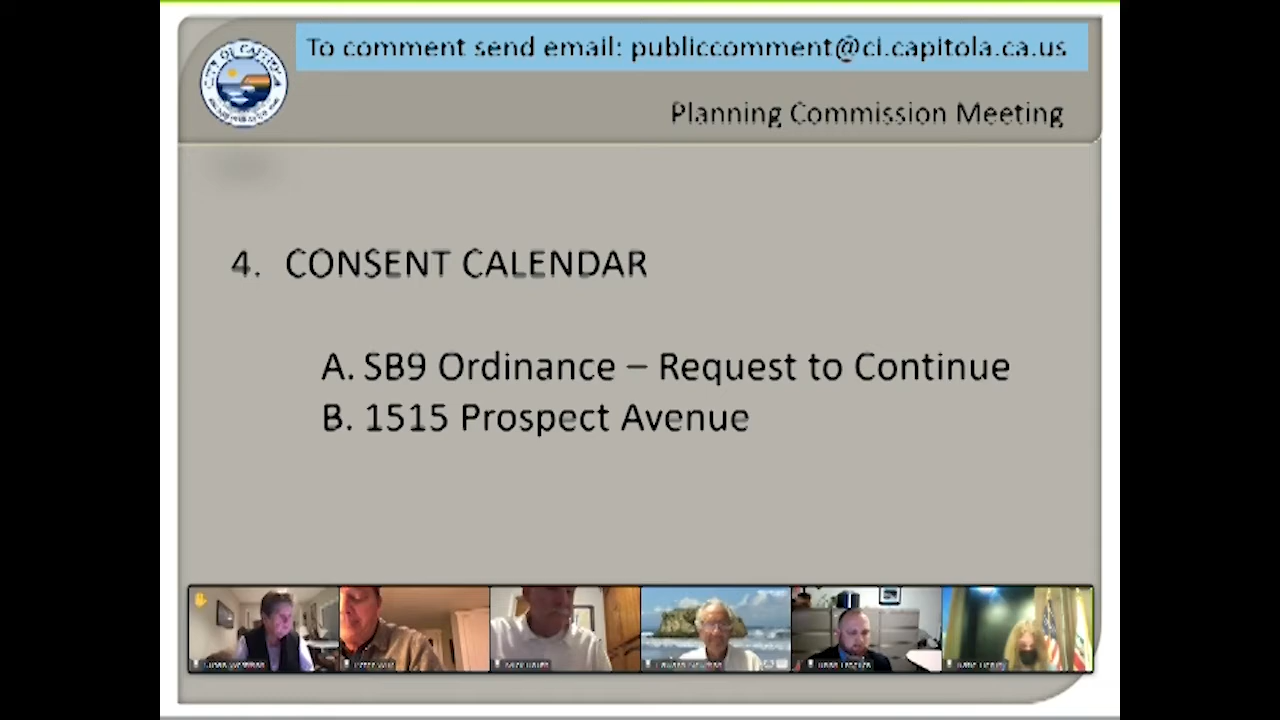 To comment send email: publiccomment@ci.capitola.ca.us
Planning Commission Meeting
4. CONSENT CALENDAR
A. SB9 Ordinance – Request to Continue
B. 1515 Prospect Avenue